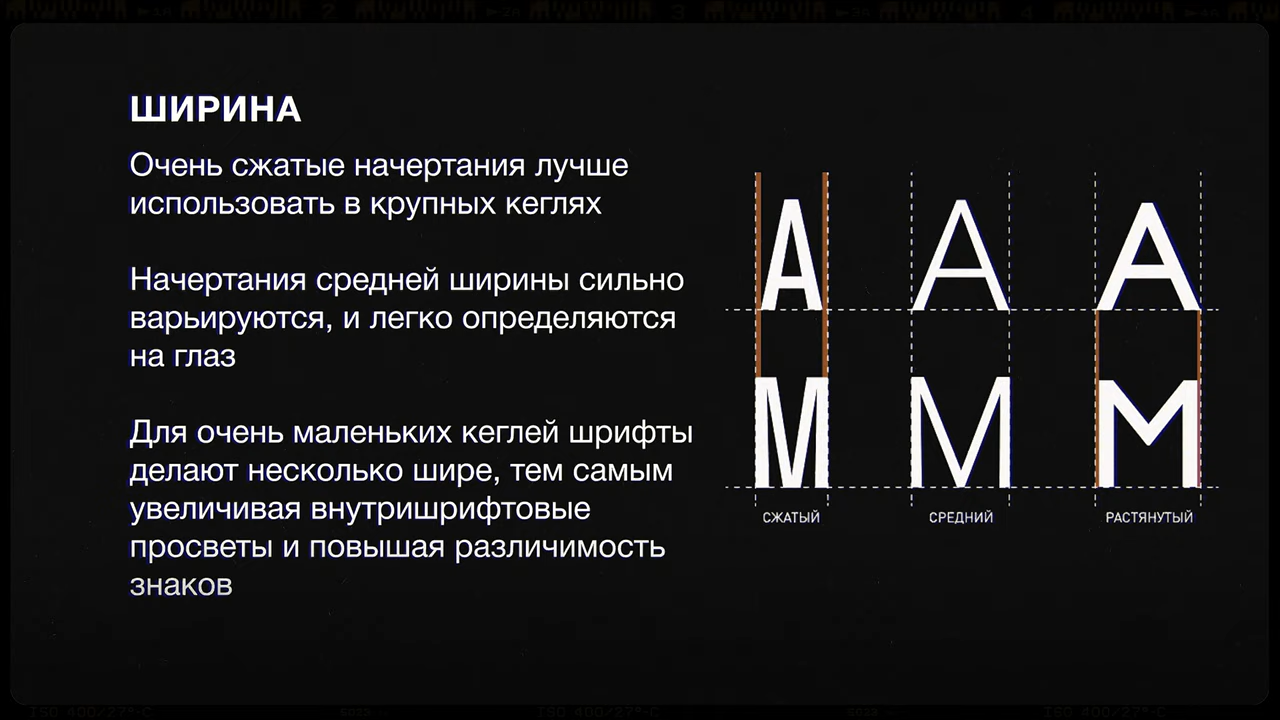 ШИРИНА
Очень сжатые начертания лучше
использовать в крупных кеглях
Начертания средней ширины сильно
варьируются, и легко определяются
на глаз
Для очень маленьких кеглей шрифты
делают несколько шире, тем самым
увеличивая внутришрифтовые
просветы и повышая различимость
знаков
А А А
М М М
СЖАТЫЙ СРЕДНИЙ РАСТЯНУТЫЙ